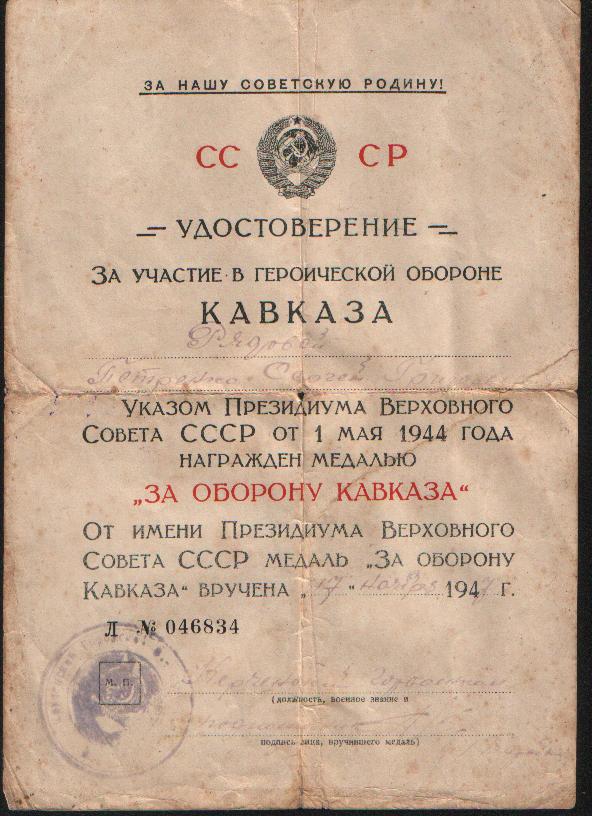 ЗА НАШУ СОВЕТСКУЮ РОДИНУ!
СС СР
УДОСТОВЕРЕНИЕ
ЗА УЧАСТИЕ В ГЕРОИЧЕСКОЙ ОБОРОНЕ
КАВКАЗА
Рядовой
Петренко Сергей
УКАЗОМ ПРЕЗИДИУМА ВЕРХОВНОГО
СОВЕТА СССР ОТ 1 МАЯ 1944 ГОДА
НАГРАЖДЕН МЕДАЛЬЮ
„ЗА ОБОРОНУ КАВКАЗА“
ОТ ИМЕНИ ПРЕЗИДИУМА ВЕРХОВНОГО
СОВЕТА СССР МЕДАЛЬ „ЗА ОБОРОНУ
КАВКАЗА“ ВРУЧЕНА „17 ноября“ 1947 Г.
Л № 046834
М. П.
(должность, военное звание и
подпись лица, вручившего медаль)